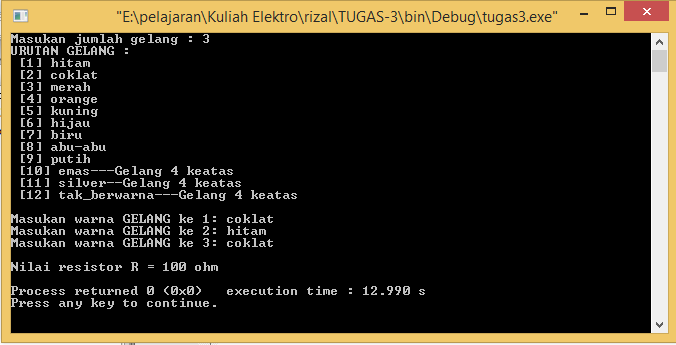 "E:\pelajaran\Kuliah Elektro\rizal\TUGAS-3\bin\Debug\tugas3.exe"
Masukan jumlah gelang : 3
URUTAN GELANG :
[1] hitam
[2] coklat
[3] merah
[4] orange
[5] kuning
[6] hijau
[7] biru
[8] abu-abu
[9] putih
[10] emas---Gelang 4 keatas
[11] silver--Gelang 4 keatas
[12] tak_berwarna---Gelang 4 keatas
Masukan warna GELANG ke 1: coklat
Masukan warna GELANG ke 2: hitam
Masukan warna GELANG ke 3: coklat
Nilai resistor R = 100 ohm
Process returned 0 (0x0)   execution time : 12.990 s
Press any key to continue.